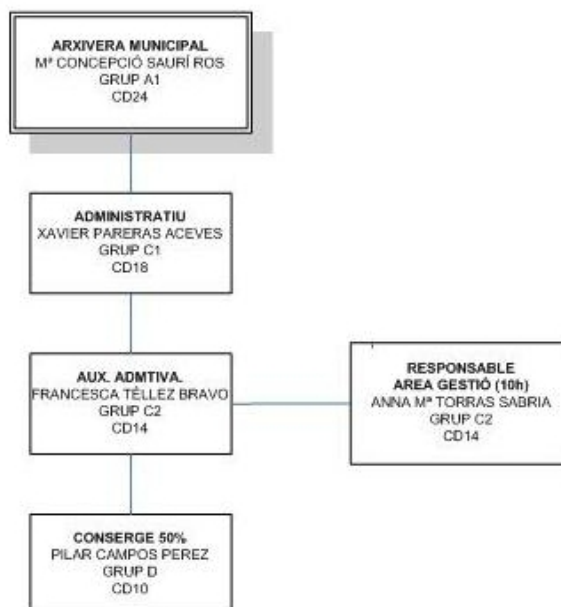 ARXIVERA MUNICIPAL
Mª CONCEPCIÓ SAURÍ ROS
GRUP A1
CD24
ADMINISTRATIU
XAVIER PARERAS ACEVES
GRUP C1
CD18
AUX. ADMTIVA.
FRANCESCA TÉLLEZ BRAVO
GRUP C2
CD14
RESPONSABLE
AREA GESTIÓ (10h)
ANNA Mª TORRAS SABRIA
GRUP C2
CD14
CONSERGE 50%
PILAR CAMPOS PEREZ
GRUP D
CD10